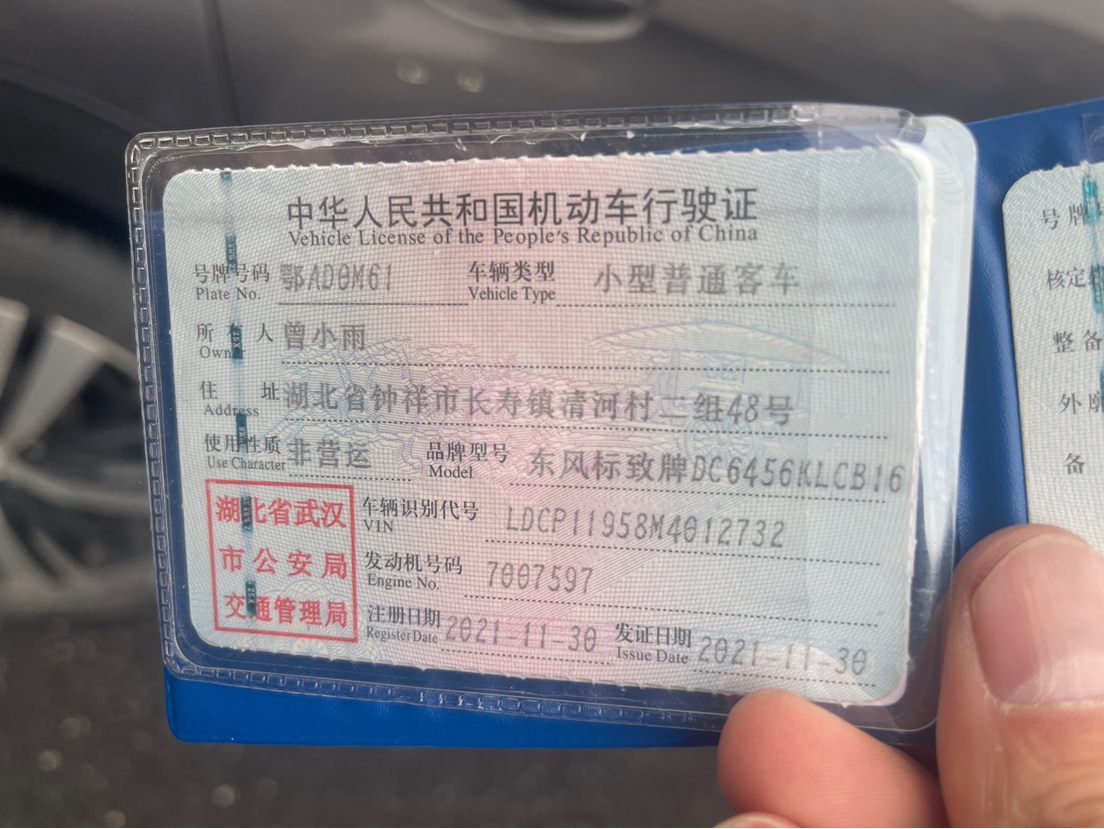 中华人民共和国机动车行驶证
Vehicle License of the People's Republic of China
号牌号码 鄂AD0M61 车辆类型 小型普通客车
Plate No. Vehicle Type
所 人 曾小雨
Owner
住 址 湖北省钟祥市长寿镇清河村二组48号
Address
使用性质 非营运 品牌型号 东风标致牌DC6456KLCB16
Use Character Model
湖北省武汉
市公安局
交通管理局
车辆识别代号 LDCP11958M4012732
VIN
发动机号码 7007597
Engine No.
注册日期 2021-11-30 发证日期 2021-11-30
Register Date Issue Date
号牌
核定
整备
外廓
备